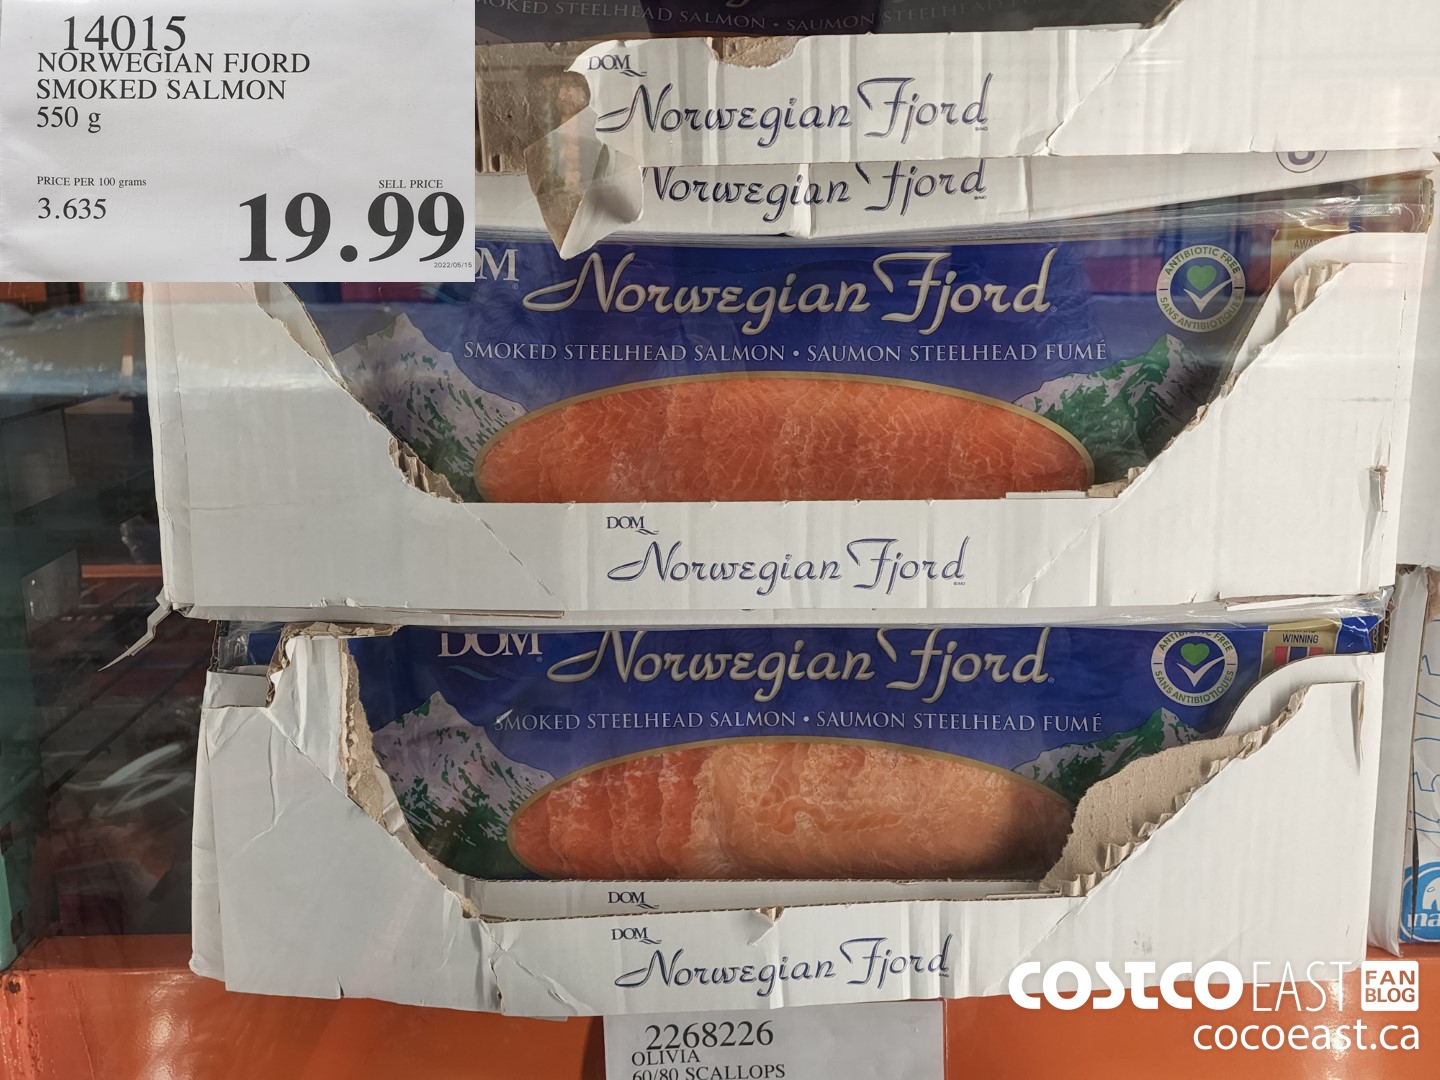 14015
NORWEGIAN FJORD
SMOKED SALMON
550 g
PRICE PER 100 grams
3.635
SELL PRICE
19.99
2022/05/15
SMOKED STEELHEAD SALMON • SAUMON STEELHEAD
DOM
Norwegian Fjord
Norwegian Fjord
DOM
Norwegian Fjord
SMOKED STEELHEAD SALMON • SAUMON STEELHEAD FUMÉ
ANTIBIOTIC FREE
SANS ANTIBIOTIQUES
DOM
Norwegian Fjord
DOM
Norwegian Fjord
SMOKED STEELHEAD SALMON • SAUMON STEELHEAD FUMÉ
ANTIBIOTIC FREE
SANS ANTIBIOTIQUES
WINNING
DOM
DOM
Norwegian Fjord
2268226
OLIVIA
60/80 SCALLOPS
COSTCO EAST FAN BLOG
cocoeast.ca